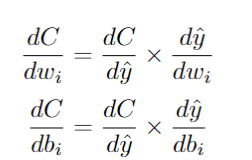 dC/dw_i = dC/dŷ × dŷ/dw_i
dC/db_i = dC/dŷ × dŷ/db_i